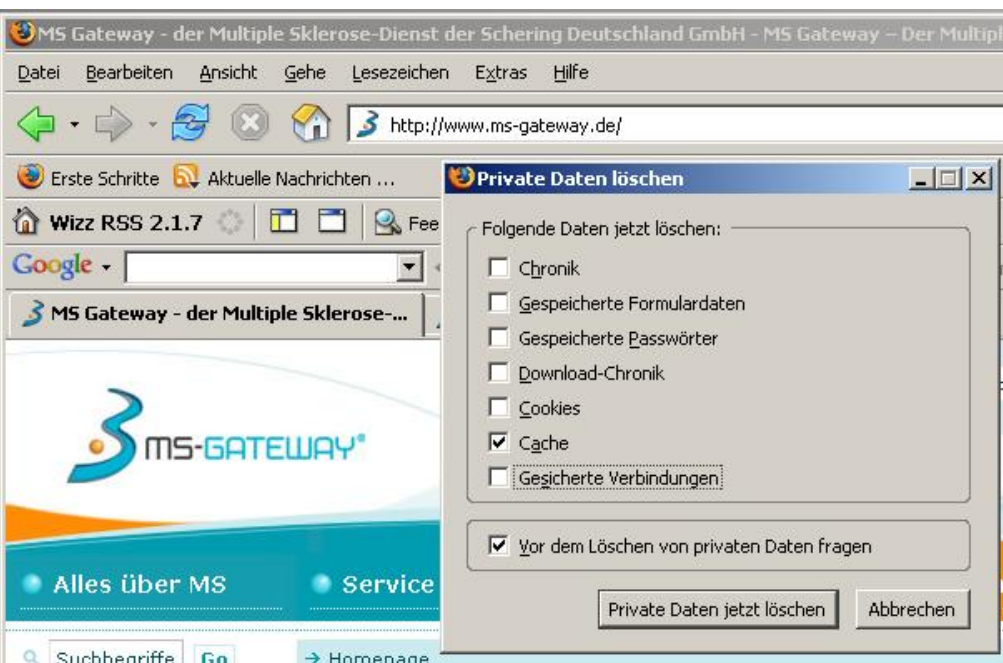 MS Gateway - der Multiple Sklerose-Dienst der Schering Deutschland GmbH - MS Gateway – Der Multipl
Datei Bearbeiten Ansicht Gehe Lesezeichen Extras Hilfe
http://www.ms-gateway.de/
Erste Schritte Aktuelle Nachrichten ...
Private Daten löschen
Wizz RSS 2.1.7 Fee
Folgende Daten jetzt löschen:
Google
Chronik
Gespeicherte Formulardaten
MS Gateway - der Multiple Sklerose-...
Gespeicherte Passwörter
Download-Chronik
Cookies
MS-GATEWAY®
Cache
Gesicherte Verbindungen
Vor dem Löschen von privaten Daten fragen
Alles über MS Service
Private Daten jetzt löschen Abbrechen
Suchbegriffe Go → Homepage